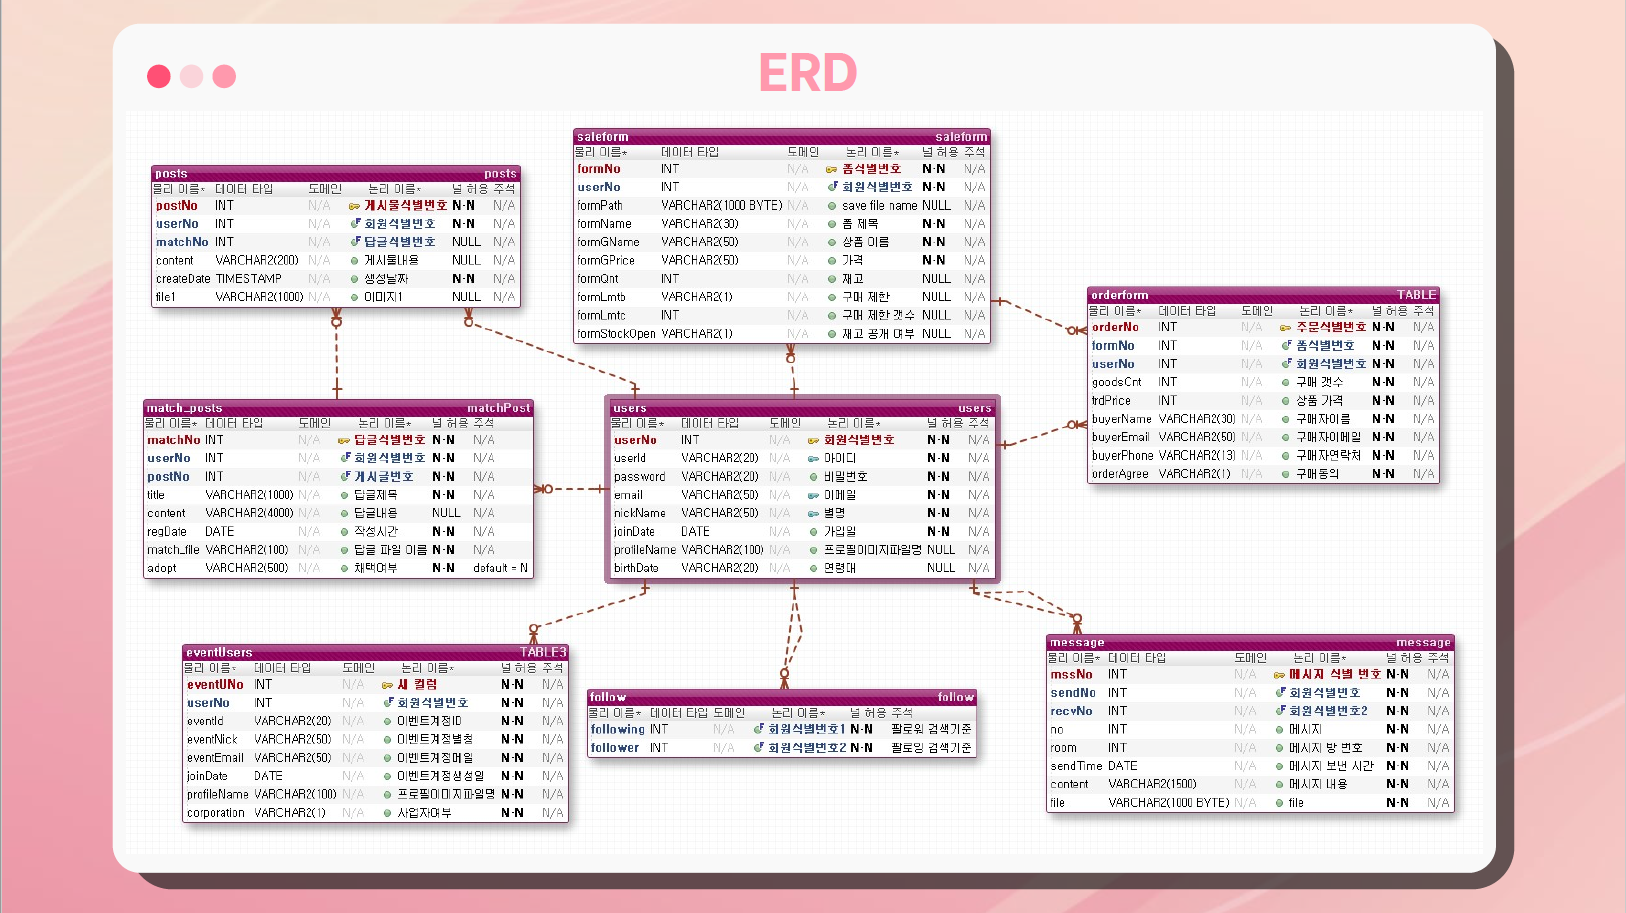 ERD
posts posts
물리 이름* 데이터 타입 도메인 논리 이름* 널 허용 주석
postNo INT N/A 게시물식별번호 N-N N/A
userNo INT N/A 회원식별번호 N-N N/A
matchNo INT N/A 답글식별번호 NULL N/A
content VARCHAR2(200) N/A 게시물내용 NULL N/A
createDate TIMESTAMP N/A 생성날짜 N-N N/A
file1 VARCHAR2(1000) N/A 이미지1 NULL N/A
saleform saleform
물리 이름* 데이터 타입 도메인 논리 이름* 널 허용 주석
formNo INT N/A 폼식별번호 N-N N/A
userNo INT N/A 회원식별번호 N-N N/A
formPath VARCHAR2(1000 BYTE) N/A save file name NULL N/A
formName VARCHAR2(30) N/A 폼 제목 N-N N/A
formGName VARCHAR2(50) N/A 상품 이름 N-N N/A
formGPrice VARCHAR2(50) N/A 가격 N-N N/A
formCnt INT N/A 재고 NULL N/A
formLmtb VARCHAR2(1) N/A 구매 제한 NULL N/A
formLmtc INT N/A 구매 제한 갯수 NULL N/A
formStockOpen VARCHAR2(1) N/A 재고 공개 여부 NULL N/A
orderform TABLE
물리 이름* 데이터 타입 도메인 논리 이름* 널 허용 주석
orderNo INT N/A 주문식별번호 N-N N/A
formNo INT N/A 폼식별번호 N-N N/A
userNo INT N/A 회원식별번호 N-N N/A
goodsCnt INT N/A 구매 갯수 N-N N/A
trdPrice INT N/A 상품 가격 N-N N/A
buyerName VARCHAR2(30) N/A 구매자이름 N-N N/A
buyerEmail VARCHAR2(50) N/A 구매자이메일 N-N N/A
buyerPhone VARCHAR2(13) N/A 구매자연락처 N-N N/A
orderAgree VARCHAR2(1) N/A 구매동의 N-N N/A
match_posts matchPost
물리 이름* 데이터 타입 도메인 논리 이름* 널 허용 주석
matchNo INT N/A 답글식별번호 N-N N/A
userNo INT N/A 회원식별번호 N-N N/A
postNo INT N/A 게시글번호 N-N N/A
title VARCHAR2(1000) N/A 답글제목 N-N N/A
content VARCHAR2(4000) N/A 답글내용 NULL N/A
regDate DATE N/A 작성시간 N-N N/A
match_file VARCHAR2(100) N/A 답글 파일 이름 N-N N/A
adopt VARCHAR2(500) N/A 채택여부 N-N default = N
users users
물리 이름* 데이터 타입 도메인 논리 이름* 널 허용 주석
userNo INT N/A 회원식별번호 N-N N/A
userId VARCHAR2(20) N/A 아이디 N-N N/A
password VARCHAR2(20) N/A 비밀번호 N-N N/A
email VARCHAR2(50) N/A 이메일 N-N N/A
nickName VARCHAR2(50) N/A 별명 N-N N/A
joinDate DATE N/A 가입일 N-N N/A
profileName VARCHAR2(100) N/A 프로필이미지파일명 NULL N/A
birthDate VARCHAR2(20) N/A 연령대 NULL N/A
eventUsers TABLE3
물리 이름* 데이터 타입 도메인 논리 이름* 널 허용 주석
eventUNo INT N/A 새 컬럼 N-N N/A
userNo INT N/A 회원식별번호 N-N N/A
eventId VARCHAR2(20) N/A 이벤트계정ID N-N N/A
eventNick VARCHAR2(50) N/A 이벤트계정별칭 N-N N/A
eventEmail VARCHAR2(50) N/A 이벤트계정메일 N-N N/A
joinDate DATE N/A 이벤트계정생성일 N-N N/A
profileName VARCHAR2(100) N/A 프로필이미지파일명 N-N N/A
corporation VARCHAR2(1) N/A 사업자여부 N-N N/A
follow follow
물리 이름* 데이터 타입 도메인 논리 이름* 널 허용 주석
following INT N/A 회원식별번호1 N-N 팔로워 검색기준
follower INT N/A 회원식별번호2 N-N 팔로잉 검색기준
message message
물리 이름* 데이터 타입 도메인 논리 이름* 널 허용 주석
mssNo INT N/A 메시지 식별 번호 N-N N/A
sendNo INT N/A 회원식별번호 N-N N/A
recvNo INT N/A 회원식별번호2 N-N N/A
no INT N/A 메시지 N-N N/A
room INT N/A 메시지 방 번호 N-N N/A
sendTime DATE N/A 메시지 보낸 시간 N-N N/A
content VARCHAR2(1500) N/A 메시지 내용 N-N N/A
file VARCHAR2(1000 BYTE) N/A file N-N N/A